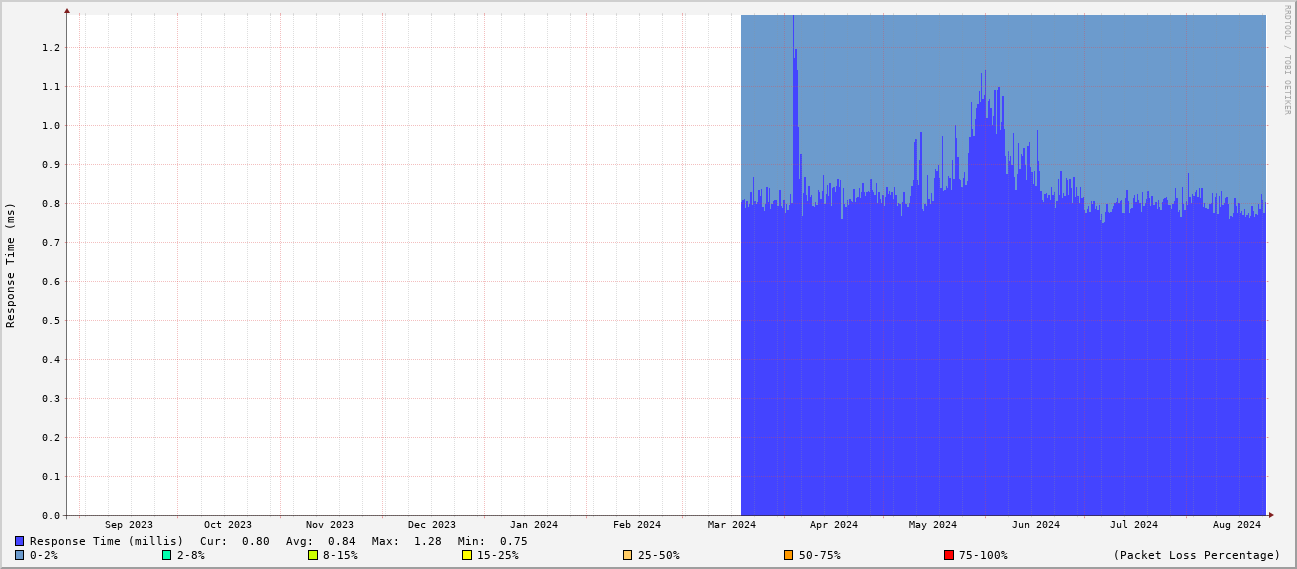 RRDTOOL / TOBI OETIKER
Response Time (ms)
1.2
1.1
1.0
0.9
0.8
0.7
0.6
0.5
0.4
0.3
0.2
0.1
0.0
Sep 2023 Oct 2023 Nov 2023 Dec 2023 Jan 2024 Feb 2024 Mar 2024 Apr 2024 May 2024 Jun 2024 Jul 2024 Aug 2024
Response Time (millis) Cur: 0.80 Avg: 0.84 Max: 1.28 Min: 0.75
0-2% 2-8% 8-15% 15-25% 25-50% 50-75% 75-100% (Packet Loss Percentage)